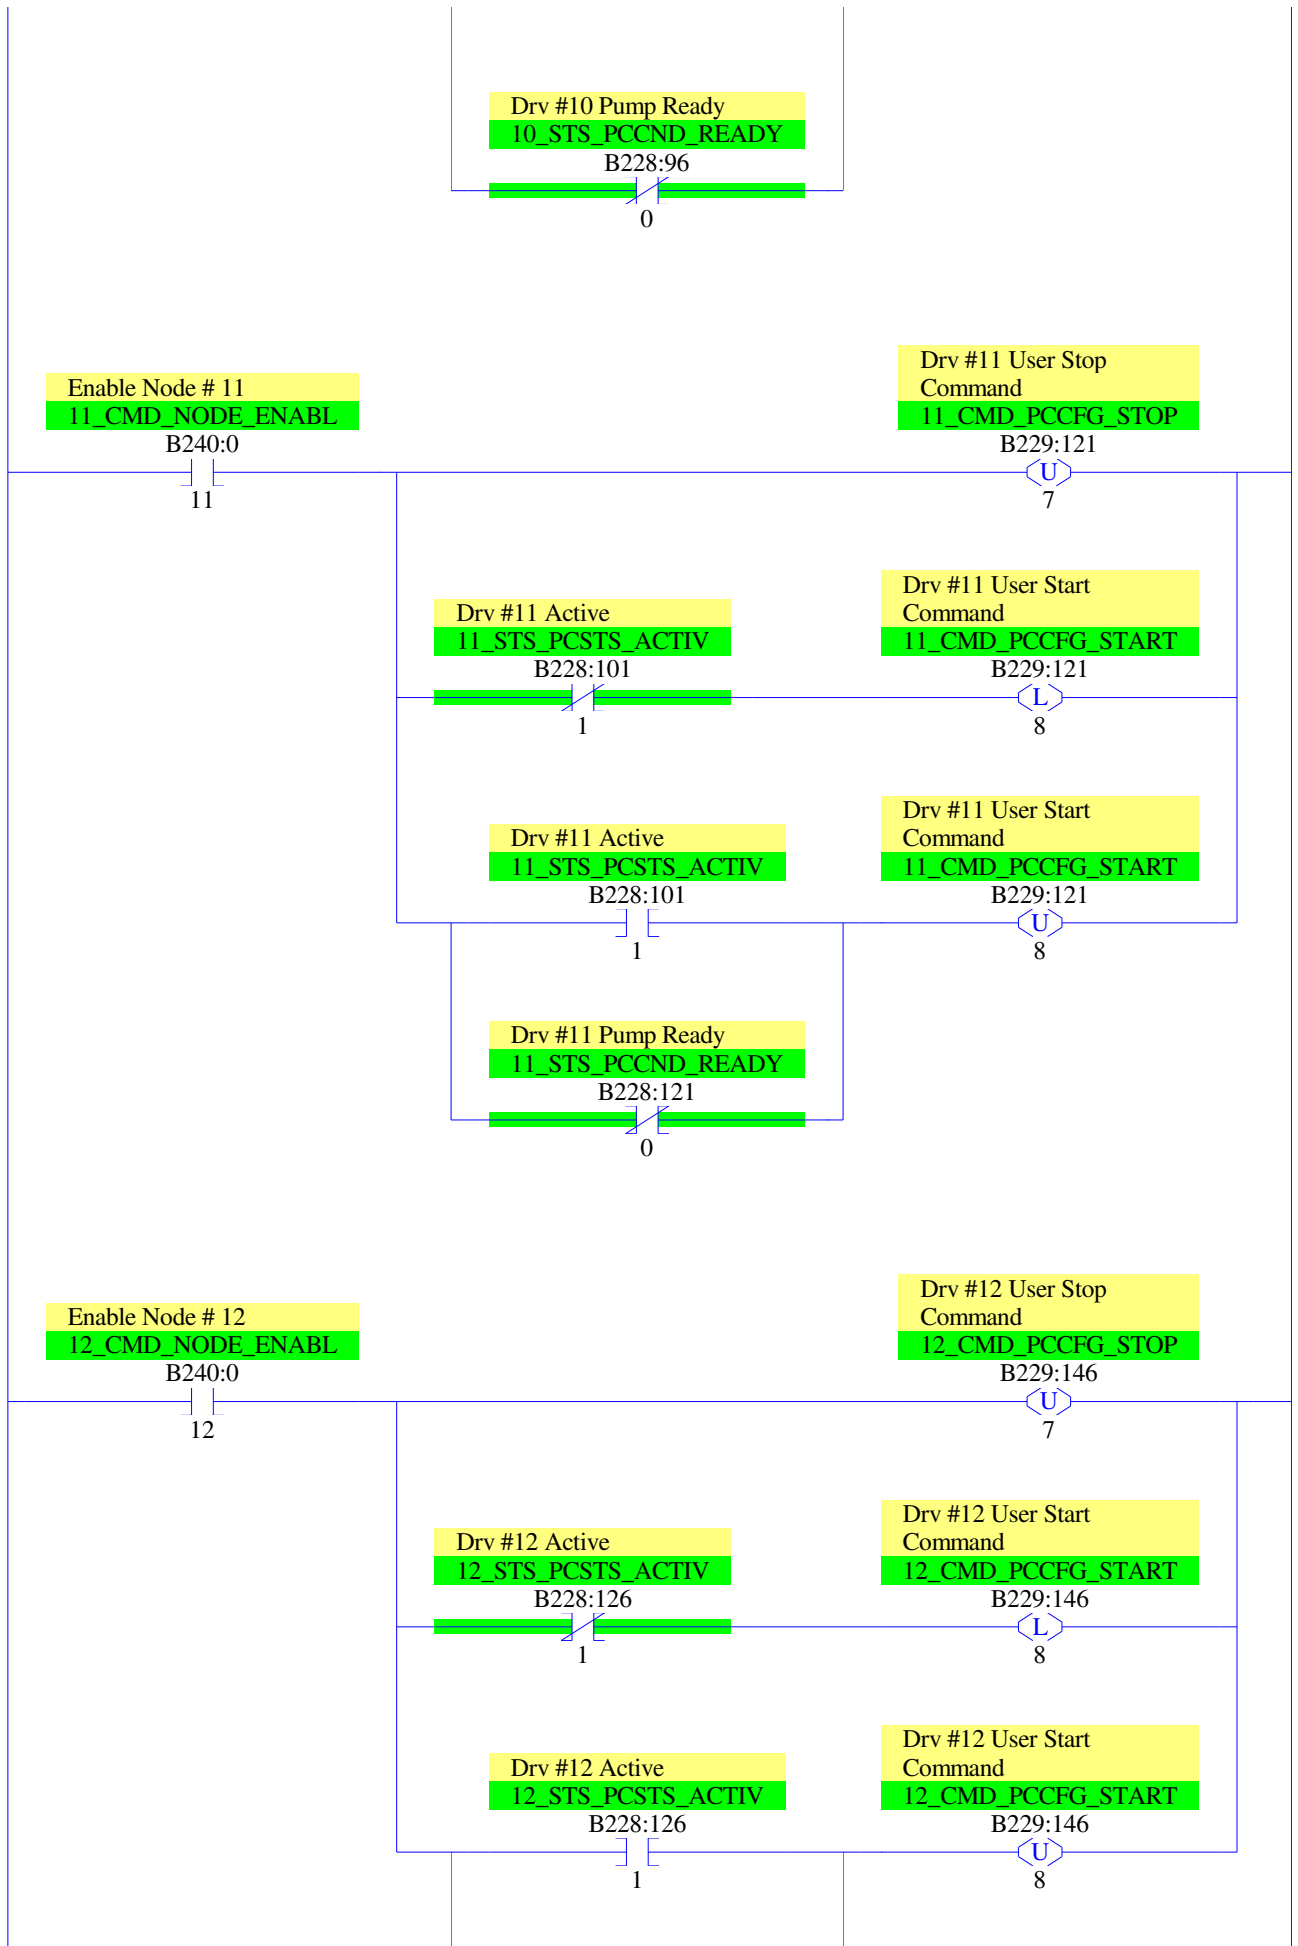 Drv #10 Pump Ready
10_STS_PCCND_READY
B228:96
0
Enable Node # 11
11_CMD_NODE_ENABL
B240:0
11
Drv #11 User Stop
Command
11_CMD_PCCFG_STOP
B229:121
U
7
Drv #11 Active
11_STS_PCSTS_ACTIV
B228:101
1
Drv #11 User Start
Command
11_CMD_PCCFG_START
B229:121
L
8
Drv #11 Active
11_STS_PCSTS_ACTIV
B228:101
1
Drv #11 User Start
Command
11_CMD_PCCFG_START
B229:121
U
8
Drv #11 Pump Ready
11_STS_PCCND_READY
B228:121
0
Enable Node # 12
12_CMD_NODE_ENABL
B240:0
12
Drv #12 User Stop
Command
12_CMD_PCCFG_STOP
B229:146
U
7
Drv #12 Active
12_STS_PCSTS_ACTIV
B228:126
1
Drv #12 User Start
Command
12_CMD_PCCFG_START
B229:146
L
8
Drv #12 Active
12_STS_PCSTS_ACTIV
B228:126
1
Drv #12 User Start
Command
12_CMD_PCCFG_START
B229:146
U
8